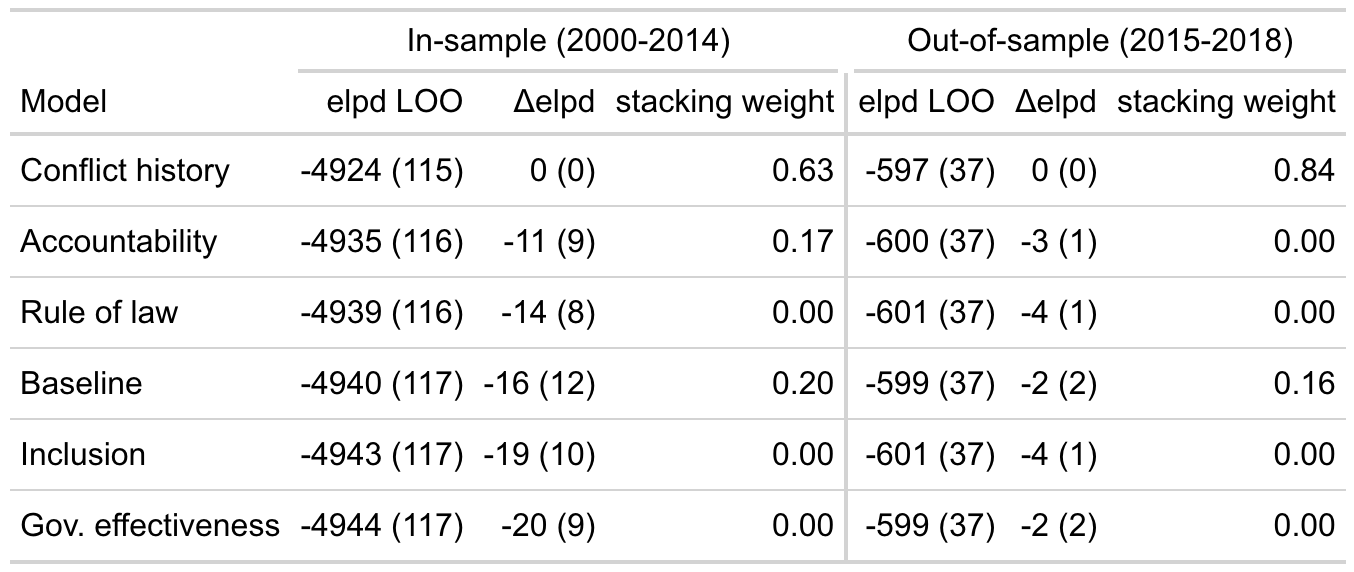 In-sample (2000-2014) Out-of-sample (2015-2018)
Model elpd LOO Δelpd stacking weight elpd LOO Δelpd stacking weight
Conflict history -4924 (115) 0 (0) 0.63 -597 (37) 0 (0) 0.84
Accountability -4935 (116) -11 (9) 0.17 -600 (37) -3 (1) 0.00
Rule of law -4939 (116) -14 (8) 0.00 -601 (37) -4 (1) 0.00
Baseline -4940 (117) -16 (12) 0.20 -599 (37) -2 (2) 0.16
Inclusion -4943 (117) -19 (10) 0.00 -601 (37) -4 (1) 0.00
Gov. effectiveness -4944 (117) -20 (9) 0.00 -599 (37) -2 (2) 0.00